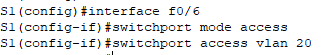 S1(config)#interface f0/6
S1(config-if)#switchport mode access
S1(config-if)#switchport access vlan 20